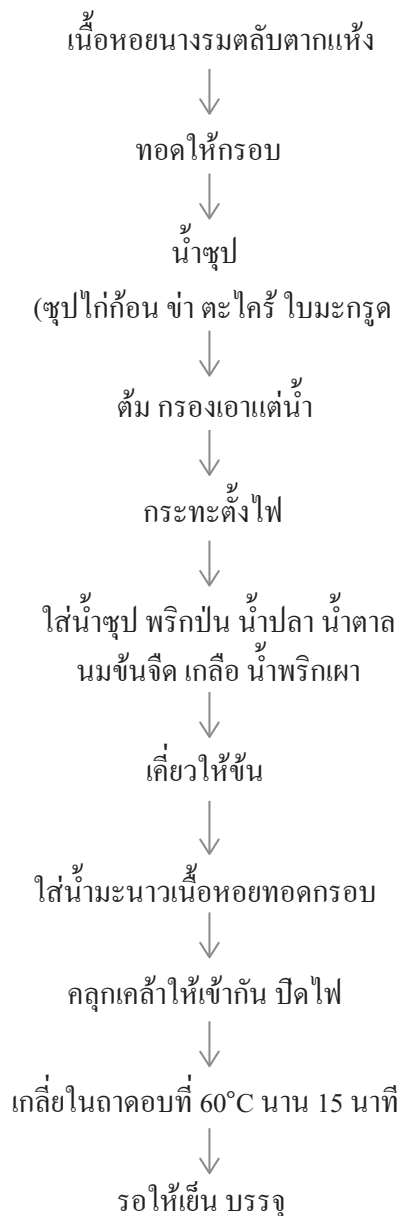 เนื้อหอยนางรมตลับตากแห้ง
ทอดให้กรอบ
น้ำซุป
(ซุปไก่ก้อน ข่า ตะไคร้ ใบมะกรูด
ต้ม กรองเอาแต่น้ำ
กระทะตั้งไฟ
ใส่น้ำซุป พริกป่น น้ำปลา น้ำตาล
นมข้นจืด เกลือ น้ำพริกเผา
เคี่ยวให้ข้น
ใส่น้ำมะนาวเนื้อหอยทอดกรอบ
คลุกเคล้าให้เข้ากัน ปิดไฟ
เกลี่ยในถาดอบที่ 60°C นาน 15 นาที
รอให้เย็น บรรจุ